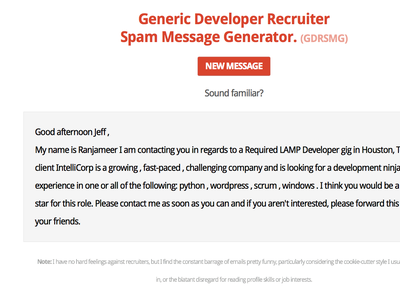 Generic Developer Recruiter
Spam Message Generator. (GDRSMG)
NEW MESSAGE
Sound familiar?
Good afternoon Jeff ,
My name is Ranjameer I am contacting you in regards to a Required LAMP Developer gig in Houston, T
client IntelliCorp is a growing , fast-paced , challenging company and is looking for a development ninja
experience in one or all of the following; python , wordpress , scrum , windows . I think you would be a
star for this role. Please contact me as soon as you can and if you aren't interested, please forward this
your friends.
Note: I have no hard feelings against recruiters, but I find the constant barrage of emails pretty funny, particularly considering the cookie-cutter style I usu
in, or the blatant disregard for reading profile skills or job interests.